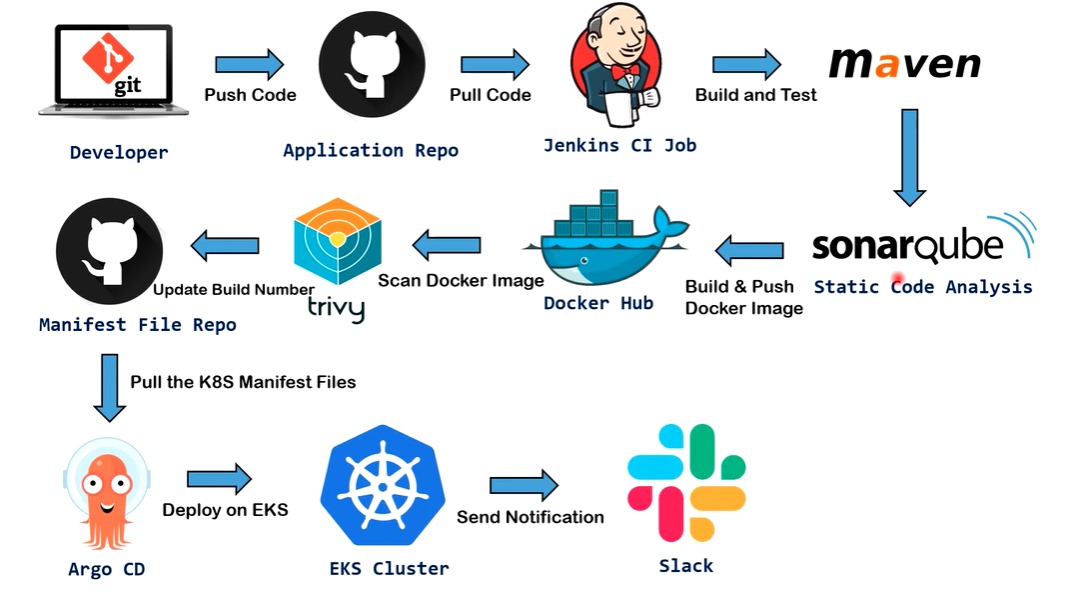 git
Push Code
Pull Code
Build and Test
maven
Developer
Application Repo
Jenkins CI Job
sonarqube
Static Code Analysis
Build & Push
Docker Image
Docker Hub
Scan Docker Image
trivy
Update Build Number
Manifest File Repo
Pull the K8S Manifest Files
Deploy on EKS
Send Notification
Argo CD
EKS Cluster
Slack